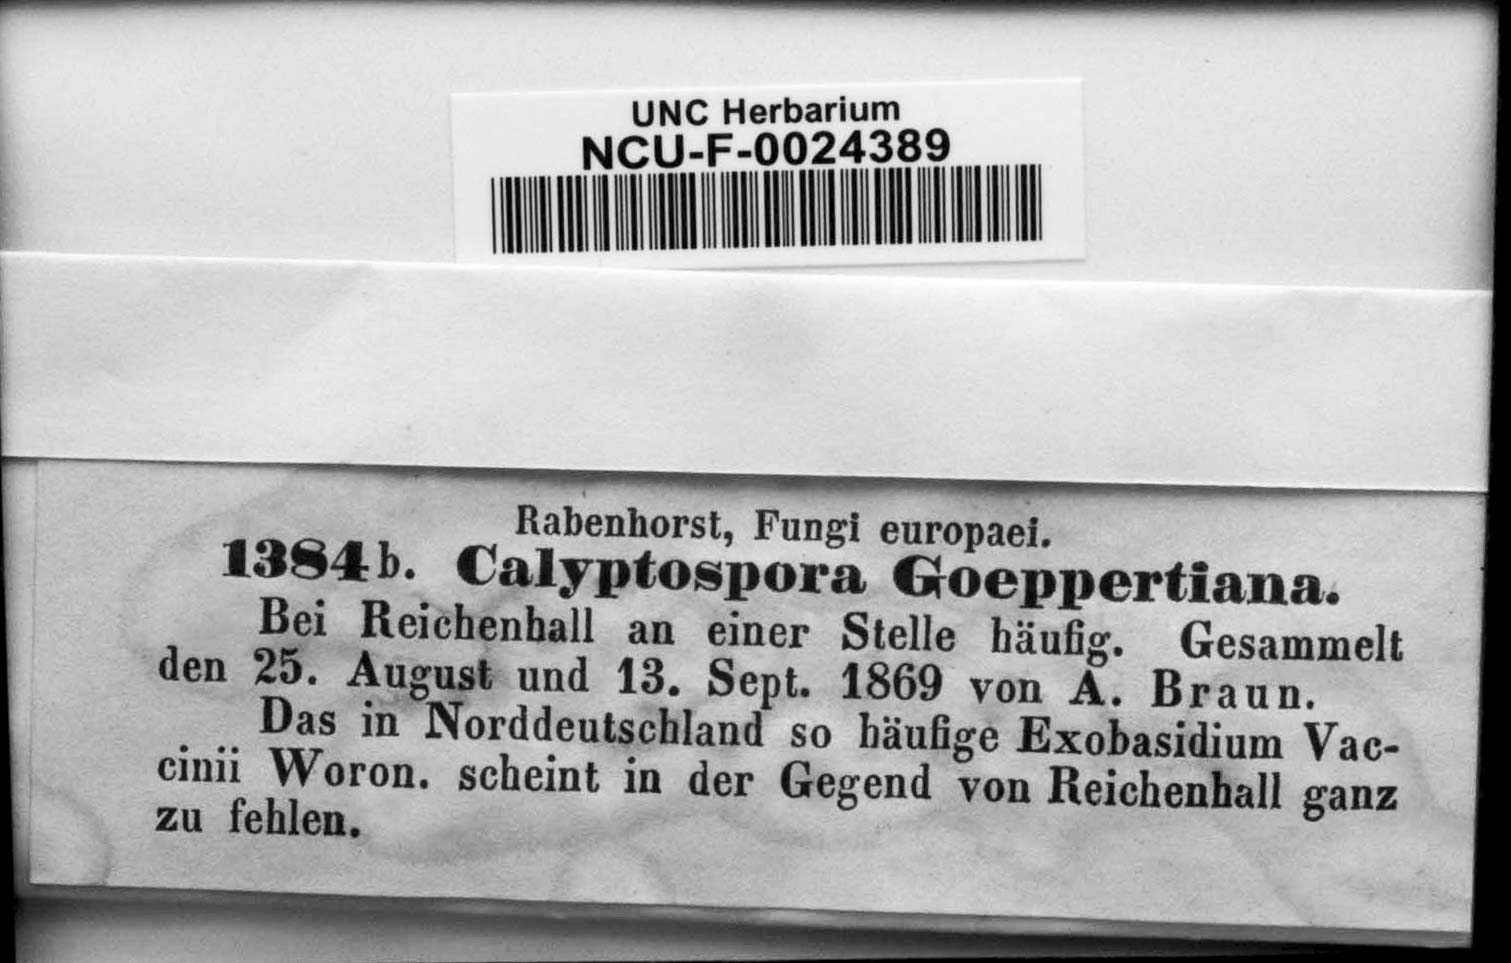 UNC Herbarium
NCU-F-0024389
Rabenhorst, Fungi europaei.
1384b. Calyptospora Goeppertiana.
Bei Reichenhall an einer Stelle häufig. Gesammelt
den 25. August und 13. Sept. 1869 von A. Braun.
Das in Norddeutschland so häufige Exobasidium Vac-
cinii Woron. scheint in der Gegend von Reichenhall ganz
zu fehlen.